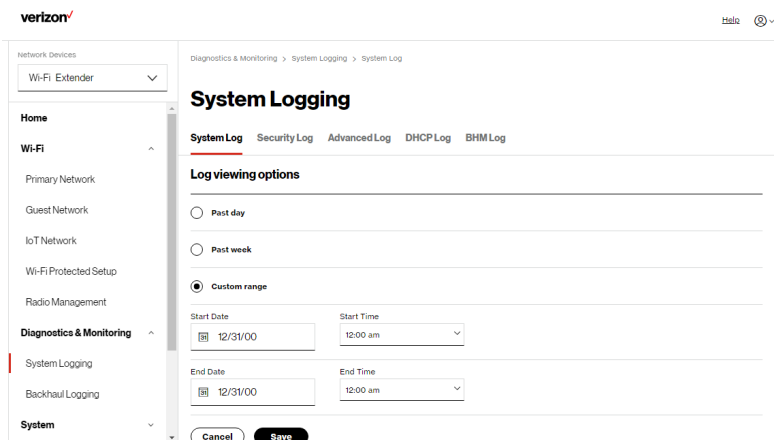 verizon✓
Help
Network Devices
Wi-Fi Extender
Home
Wi-Fi
Primary Network
Guest Network
IoT Network
Wi-Fi Protected Setup
Radio Management
Diagnostics & Monitoring
System Logging
Backhaul Logging
System
Diagnostics & Monitoring > System Logging > System Log
System Logging
System Log Security Log Advanced Log DHCP Log BHM Log
Log viewing options
Past day
Past week
Custom range
Start Date Start Time
31 12/31/00 12:00 am
End Date End Time
31 12/31/00 12:00 am
Cancel Save